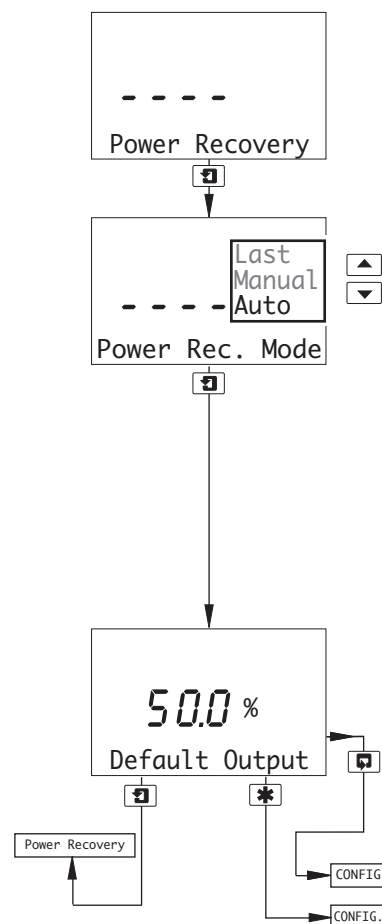 - - - -
Power Recovery
Last
Manual
- - - - Auto
Power Rec. Mode
50.0 %
Default Output
Power Recovery
CONFIG
CONFIG.